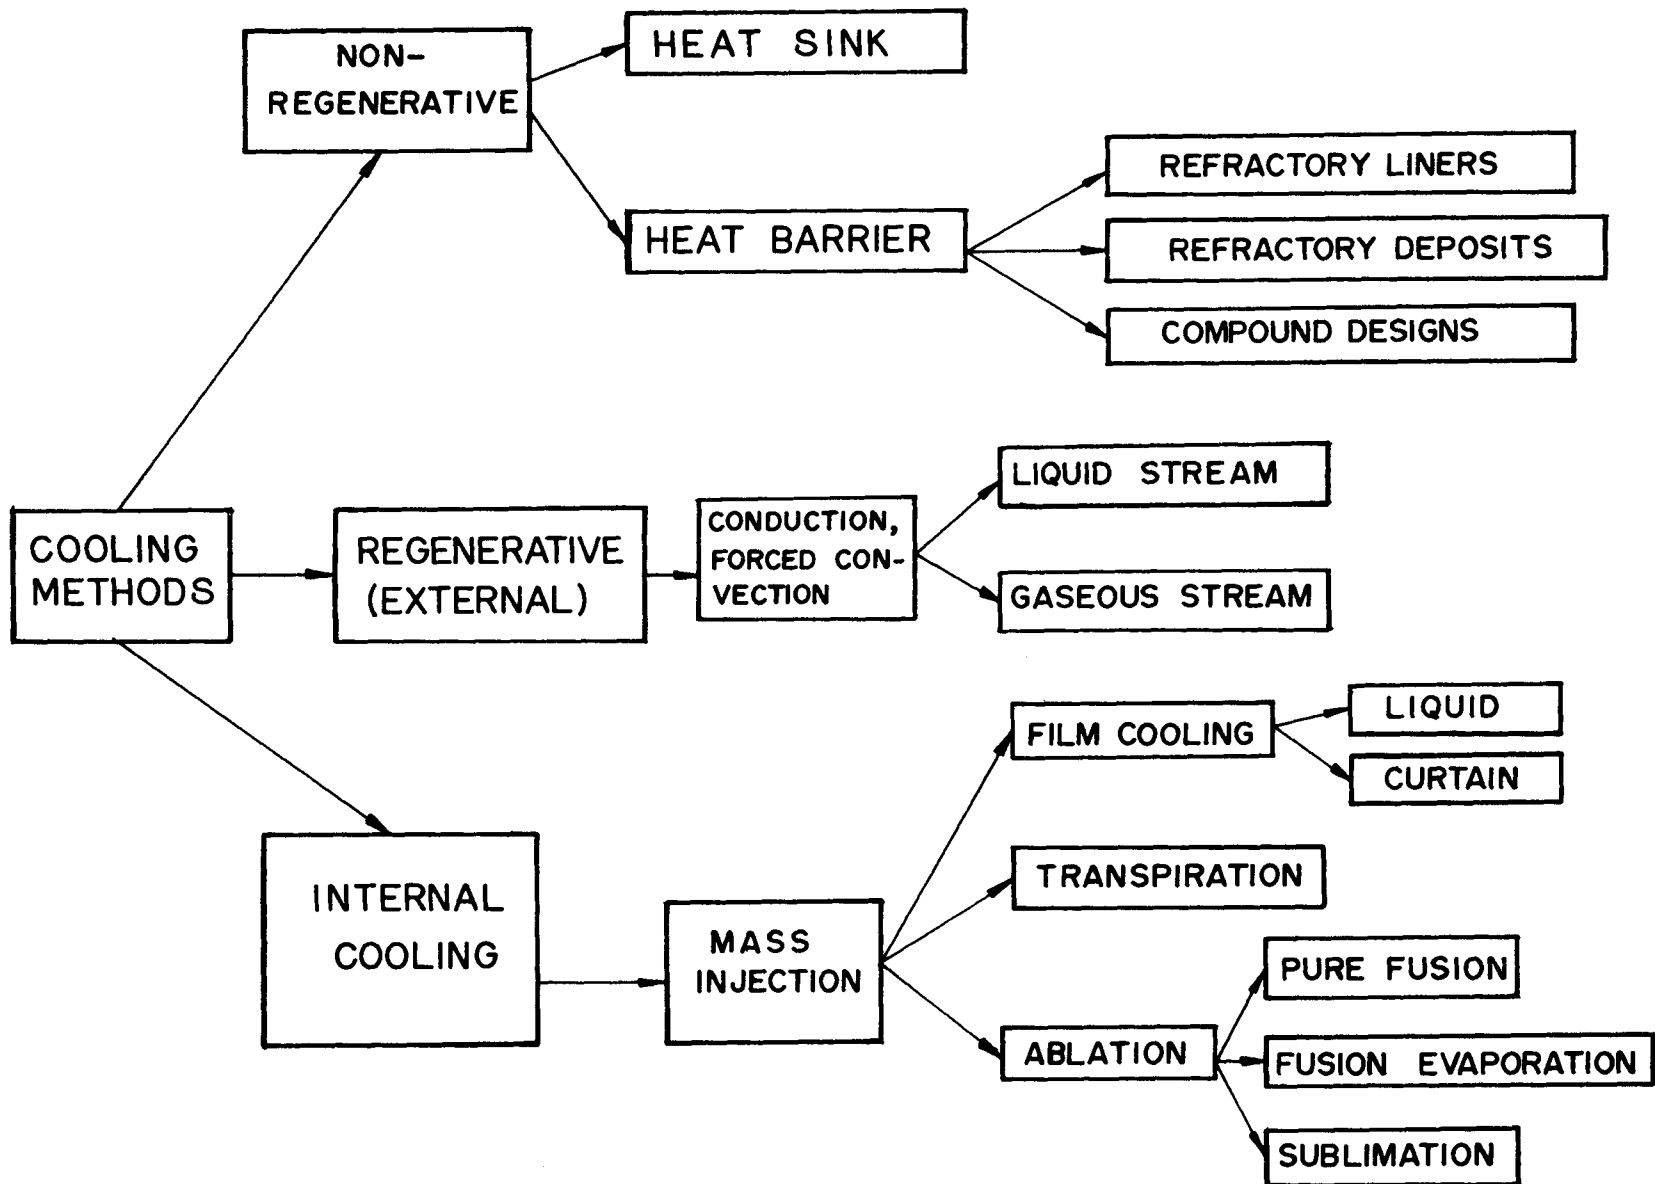 NON-
REGENERATIVE
HEAT SINK
HEAT BARRIER
REFRACTORY LINERS
REFRACTORY DEPOSITS
COMPOUND DESIGNS
COOLING
METHODS
REGENERATIVE
(EXTERNAL)
CONDUCTION,
FORCED CON-
VECTION
LIQUID STREAM
GASEOUS STREAM
INTERNAL
COOLING
MASS
INJECTION
FILM COOLING
LIQUID
CURTAIN
TRANSPIRATION
ABLATION
PURE FUSION
FUSION EVAPORATION
SUBLIMATION